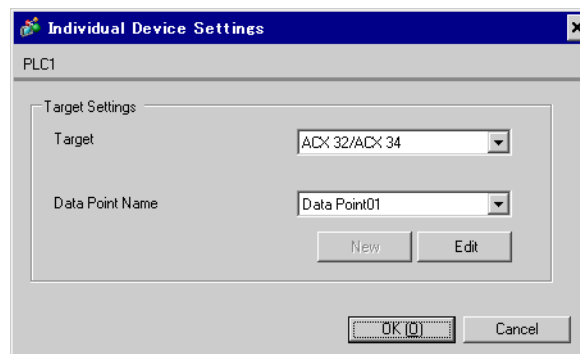 Individual Device Settings
PLC1
Target Settings
Target
ACX 32/ACX 34
Data Point Name
Data Point01
New
Edit
OK (O)
Cancel